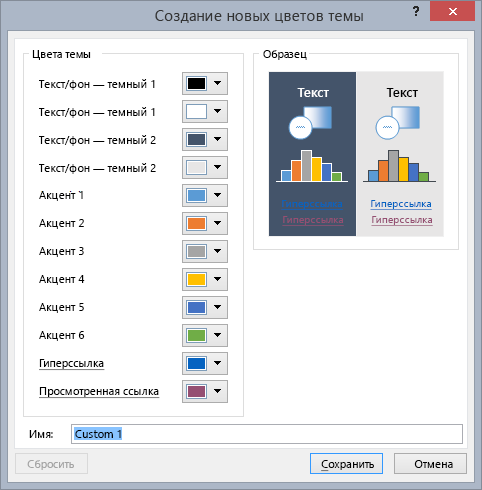 Создание новых цветов темы
?
Цвета темы
Текст/фон — темный 1
Текст/фон — темный 1
Текст/фон — темный 2
Текст/фон — темный 2
Акцент 1
Акцент 2
Акцент 3
Акцент 4
Акцент 5
Акцент 6
Гиперссылка
Просмотренная ссылка
Образец
Текст Текст
Гиперссылка Гиперссылка
Гиперссылка Гиперссылка
Имя: Custom 1
Сбросить Сохранить Отмена